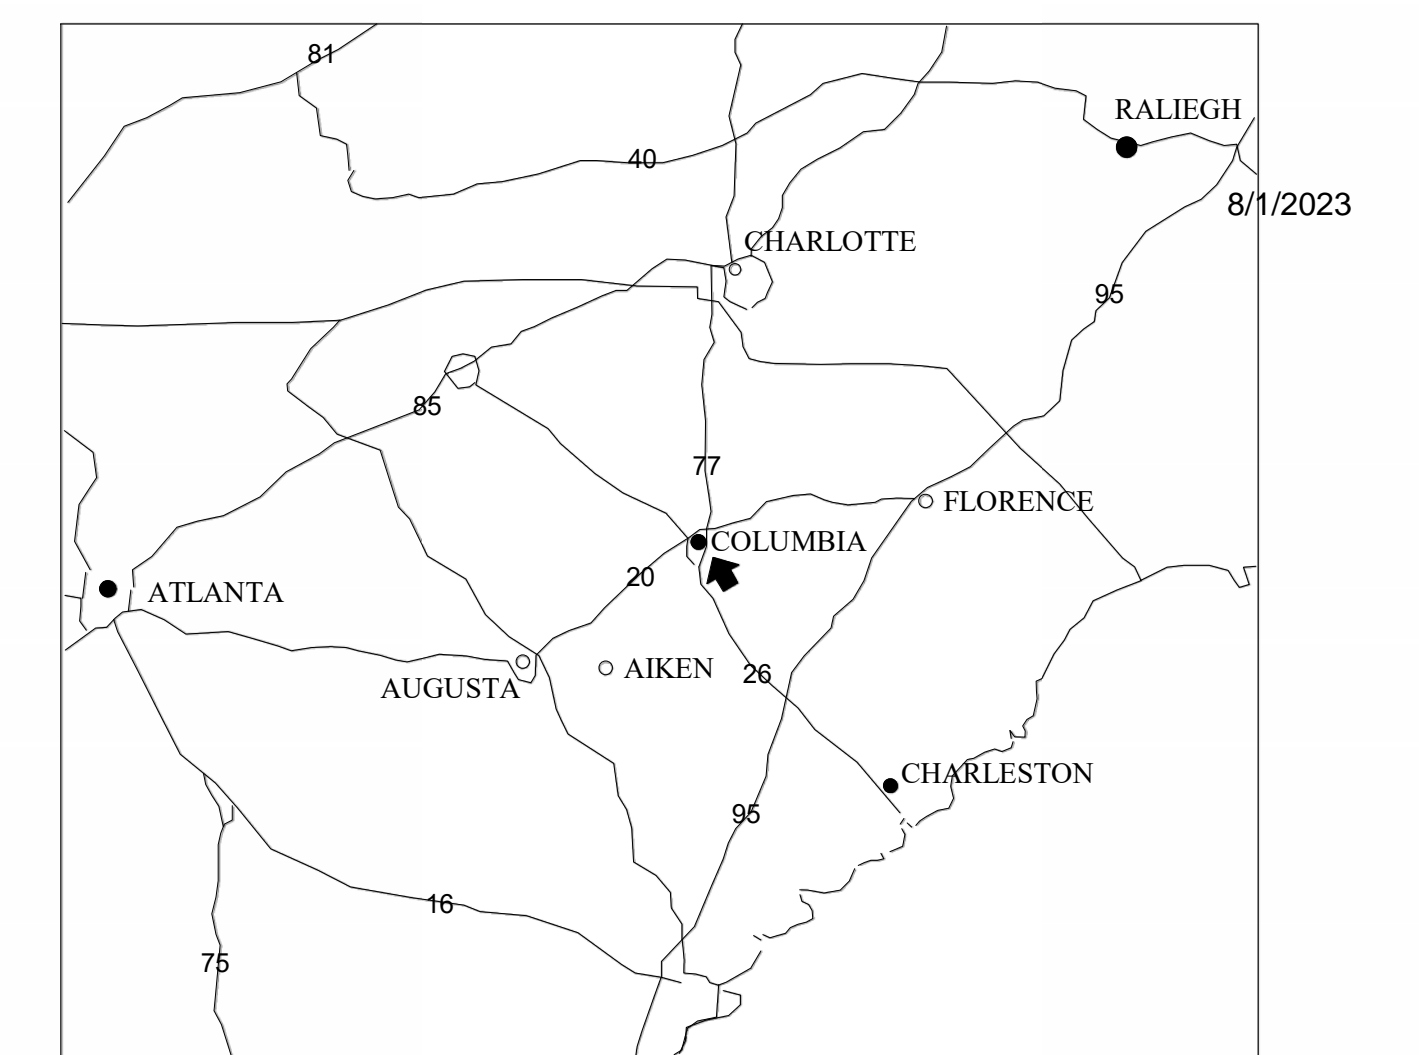 81
RALIEGH
40
8/1/2023
CHARLOTTE
95
85
77
FLORENCE
COLUMBIA
20
ATLANTA
AIKEN
26
AUGUSTA
CHARLESTON
95
16
75